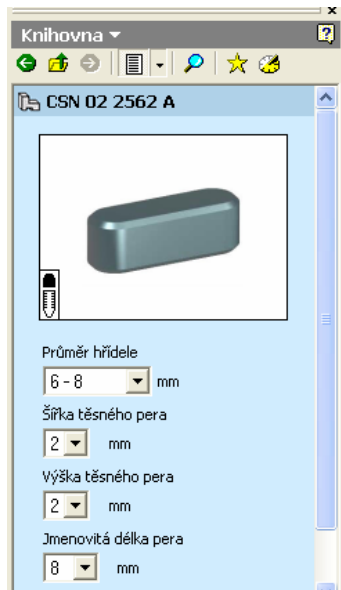 Knihovna
CSN 02 2562 A
Průměr hřídele
6 - 8 mm
Šířka těsného pera
2 mm
Výška těsného pera
2 mm
Jmenovitá délka pera
8 mm